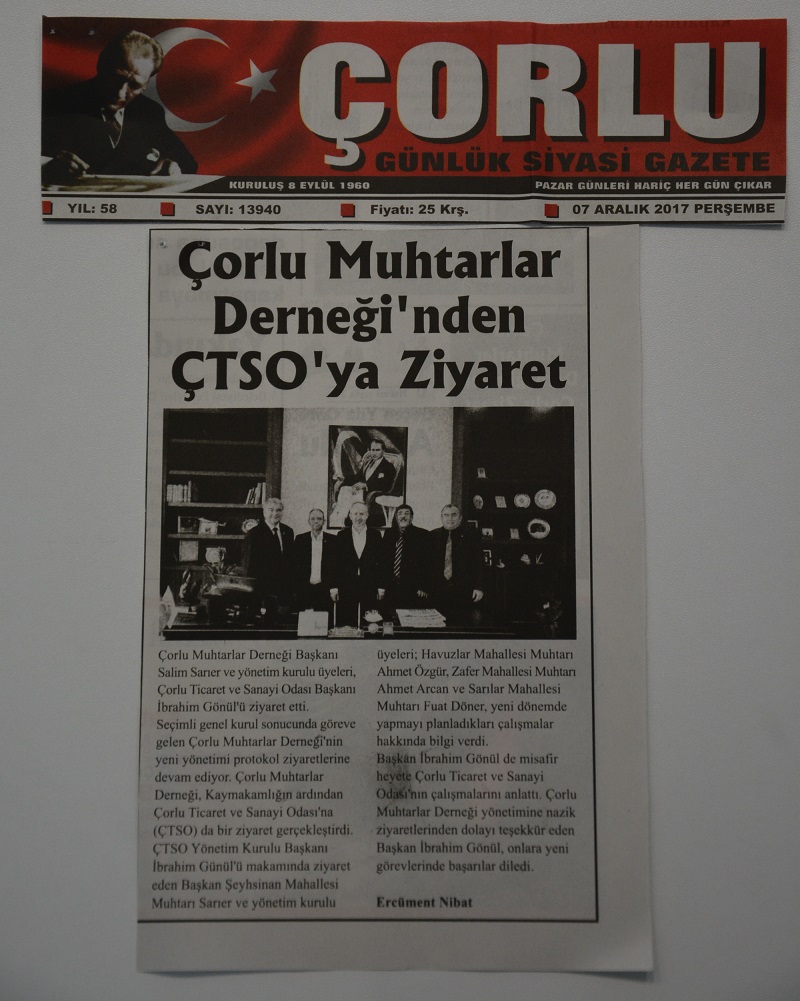 ÇORLU
GÜNLÜK SİYASİ GAZETE
KURULUŞ 8 EYLÜL 1960
PAZAR GÜNLERİ HARİÇ HER GÜN ÇIKAR
YIL: 58
SAYI: 13940
Fiyatı: 25 Krş.
07 ARALIK 2017 PERŞEMBE
Çorlu Muhtarlar
Derneği'nden
ÇTSO'ya Ziyaret
Çorlu Muhtarlar Derneği Başkanı
Salim Sarıer ve yönetim kurulu üyeleri,
Çorlu Ticaret ve Sanayi Odası Başkanı
İbrahim Gönül'ü ziyaret etti.
Seçimli genel kurul sonucunda göreve
gelen Çorlu Muhtarlar Derneği'nin
yeni yönetimi protokol ziyaretlerine
devam ediyor. Çorlu Muhtarlar
Derneği, Kaymakamlığın ardından
Çorlu Ticaret ve Sanayi Odası'na
(ÇTSO) da bir ziyaret gerçekleştirdi.
ÇTSO Yönetim Kurulu Başkanı
İbrahim Günül'ü makamında ziyaret
eden Başkan Şeyhsinan Mahallesi
Muhtarı Sarıer ve yönetim kurulu
üyeleri; Havuzlar Mahallesi Muhtarı
Ahmet Özgür, Zafer Mahallesi Muhtarı
Ahmet Arcan ve Sarılar Mahallesi
Muhtarı Fuat Döner, yeni dönemde
yapmayı planladıkları çalışmalar
hakkında bilgi verdi.
Başkan İbrahim Gönül de misafir
heyete Çorlu Ticaret ve Sanayi
Odası'nın çalışmalarını anlattı. Çorlu
Muhtarlar Derneği yönetimine nazik
ziyaretlerinden dolayı teşekkür eden
Başkan İbrahim Gönül, onlara yeni
görevlerinde başarılar diledi.
Ercüment Nibat